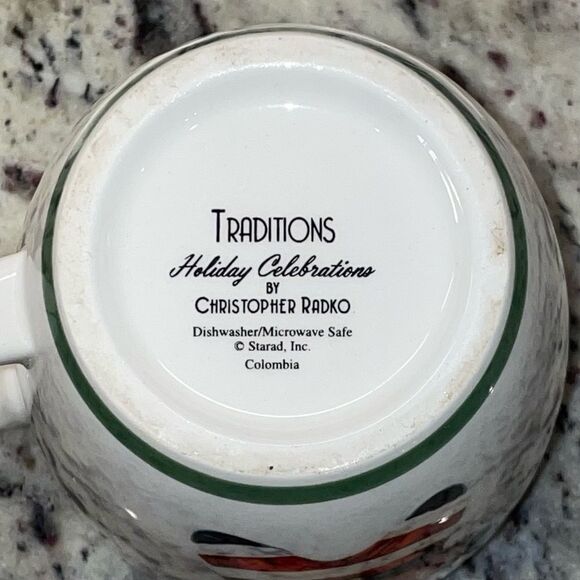 TRADITIONS
Holiday Celebrations
BY
CHRISTOPHER RADKO
Dishwasher/Microwave Safe
© Starad, Inc.
Colombia